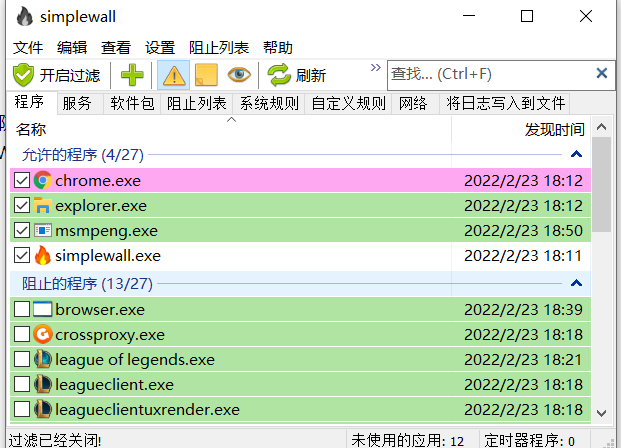 simplewall
文件 编辑 查看 设置 阻止列表 帮助
开启过滤 刷新 » 查找... (Ctrl+F)
程序 服务 软件包 阻止列表 系统规则 自定义规则 网络 将日志写入到文件
名称 发现时间
允许的程序 (4/27)
chrome.exe 2022/2/23 18:12
explorer.exe 2022/2/23 18:12
msmpeng.exe 2022/2/23 18:50
simplewall.exe 2022/2/23 18:11
阻止的程序 (13/27)
browser.exe 2022/2/23 18:39
crossproxy.exe 2022/2/23 18:18
league of legends.exe 2022/2/23 18:21
leagueclient.exe 2022/2/23 18:18
leagueclientuxrender.exe 2022/2/23 18:18
过滤已经关闭! 未使用的应用: 12 定时器程序: 0